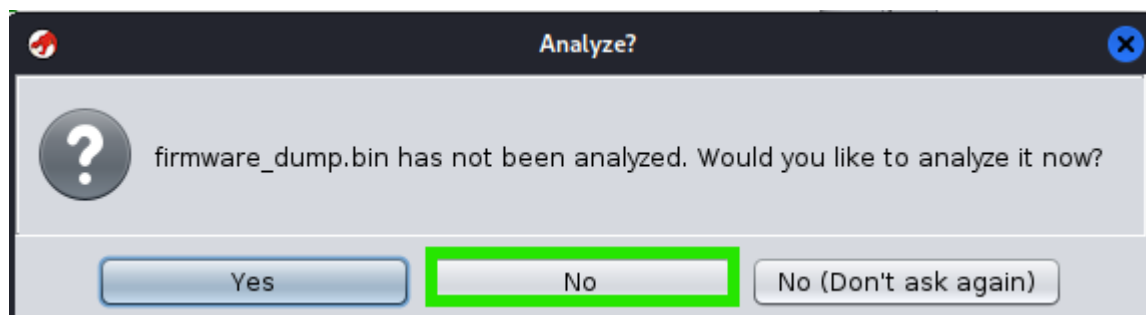 Analyze?
firmware_dump.bin has not been analyzed. Would you like to analyze it now?
Yes No No (Don't ask again)